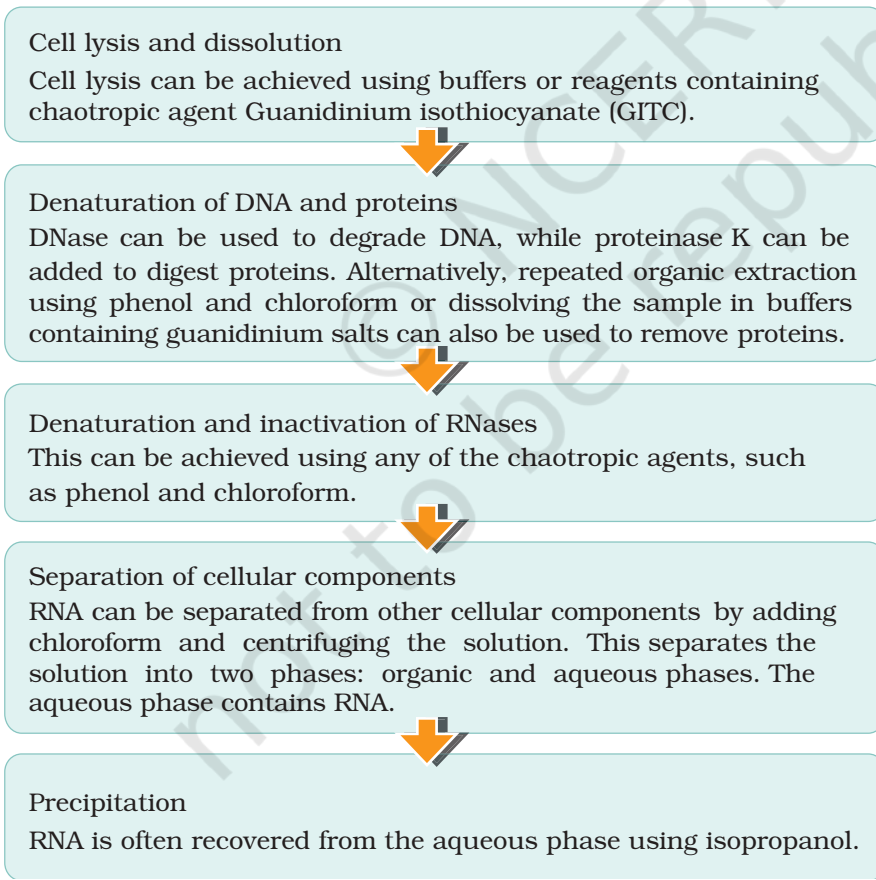 Cell lysis and dissolution
Cell lysis can be achieved using buffers or reagents containing
chaotropic agent Guanidinium isothiocyanate (GITC).
Denaturation of DNA and proteins
DNase can be used to degrade DNA, while proteinase K can be
added to digest proteins. Alternatively, repeated organic extraction
using phenol and chloroform or dissolving the sample in buffers
containing guanidinium salts can also be used to remove proteins.
Denaturation and inactivation of RNases
This can be achieved using any of the chaotropic agents, such
as phenol and chloroform.
Separation of cellular components
RNA can be separated from other cellular components by adding
chloroform and centrifuging the solution. This separates the
solution into two phases: organic and aqueous phases. The
aqueous phase contains RNA.
Precipitation
RNA is often recovered from the aqueous phase using isopropanol.
© NCERT
not to be repub